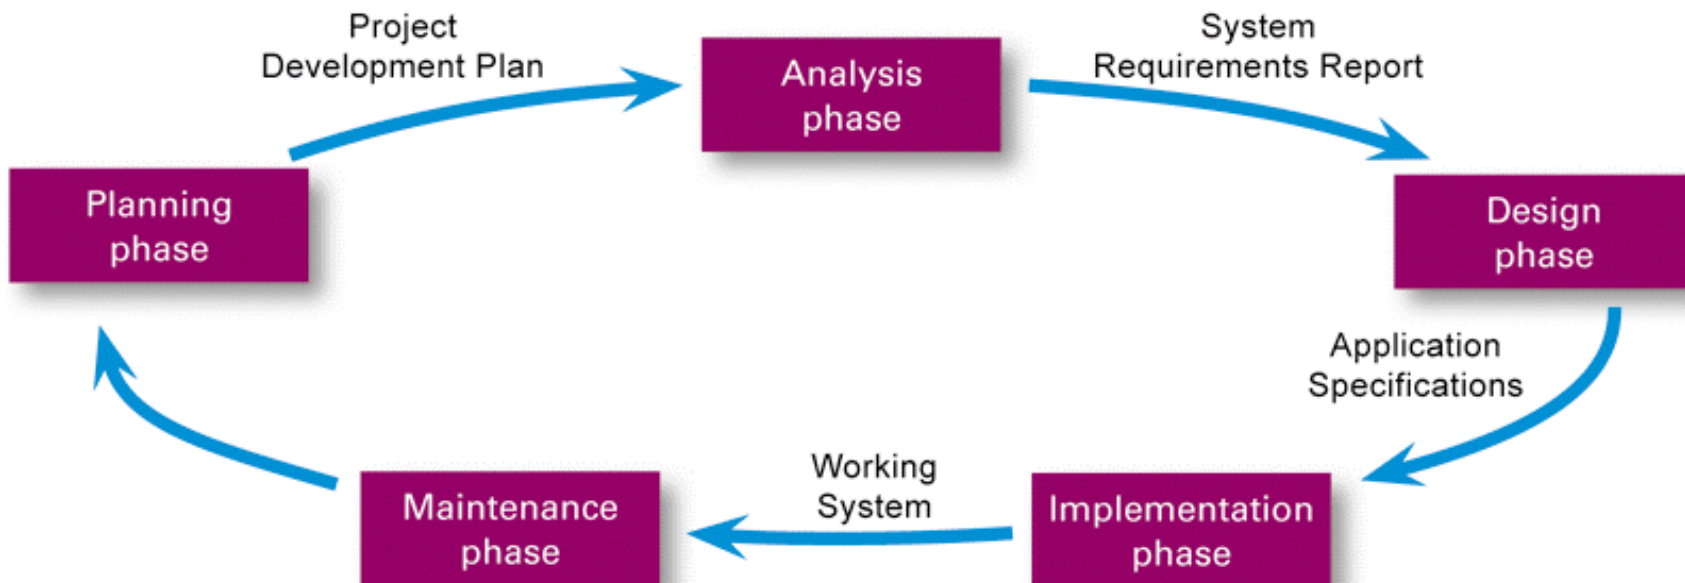 Project
Development Plan
Analysis
phase
System
Requirements Report
Planning
phase
Design
phase
Application
Specifications
Working
System
Maintenance
phase
Implementation
phase